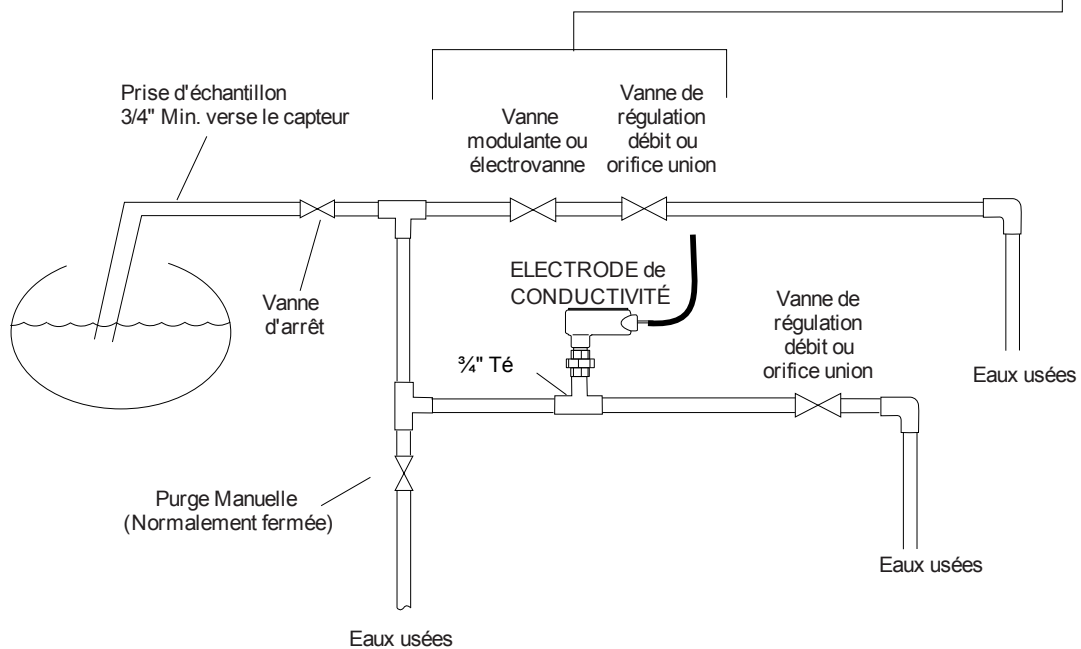 Prise d'échantillon
3/4" Min. verse le capteur
Vanne
modulante ou
électrovanne
Vanne de
régulation
débit ou
orifice union
Vanne
d'arrêt
ELECTRODE de
CONDUCTIVITÉ
¾" Té
Vanne de
régulation
débit ou
orifice union
Eaux usées
Purge Manuelle
(Normalement fermée)
Eaux usées
Eaux usées